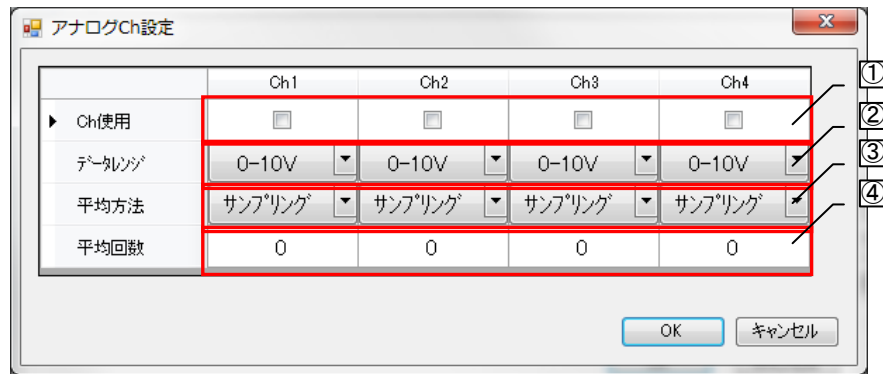 アナログCh設定
Ch1 Ch2 Ch3 Ch4 ①
Ch使用 ②
データレンジ 0-10V 0-10V 0-10V 0-10V ③
平均方法 サンプリング サンプリング サンプリング サンプリング ④
平均回数 0 0 0 0
OK キャンセル